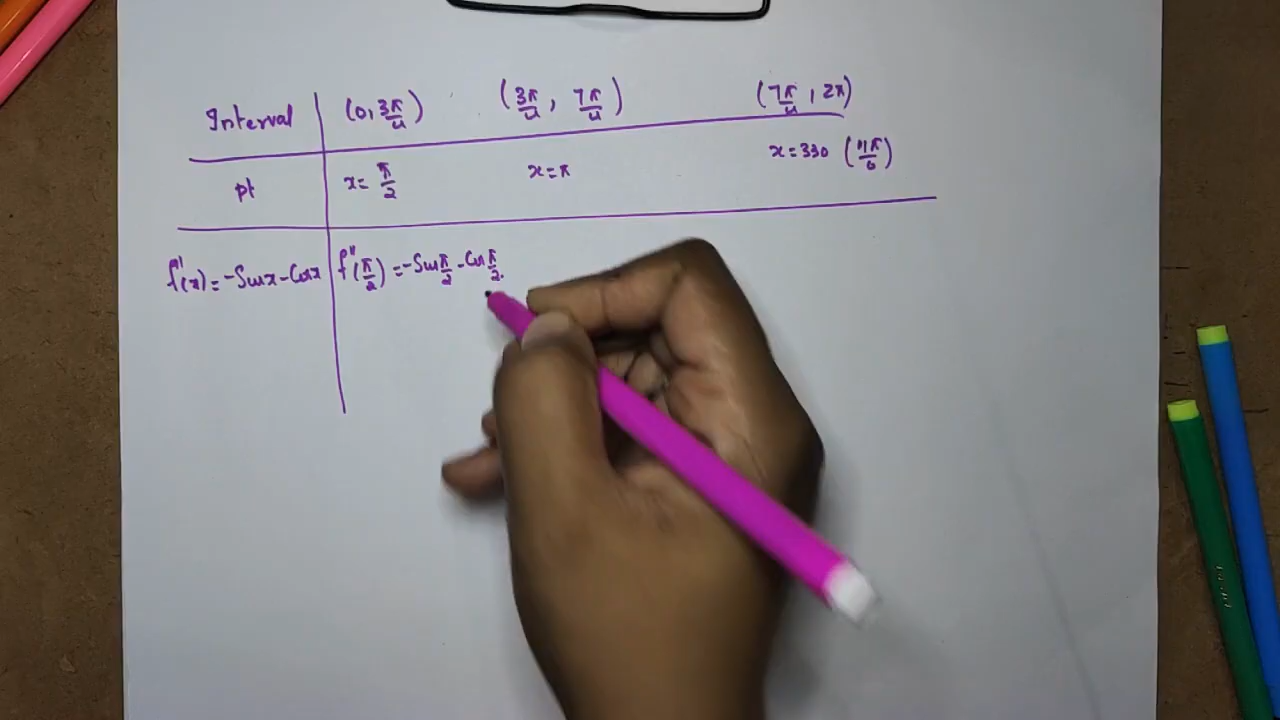 Interval (0, 3π/4) (3π/4, 7π/4) (7π/4, 2π)
pt x = π/2 x = π x = 330 (11π/6)
f''(x) = -Sinx - Cosx f''(π/2) = -Sin π/2 - Cos π/2.